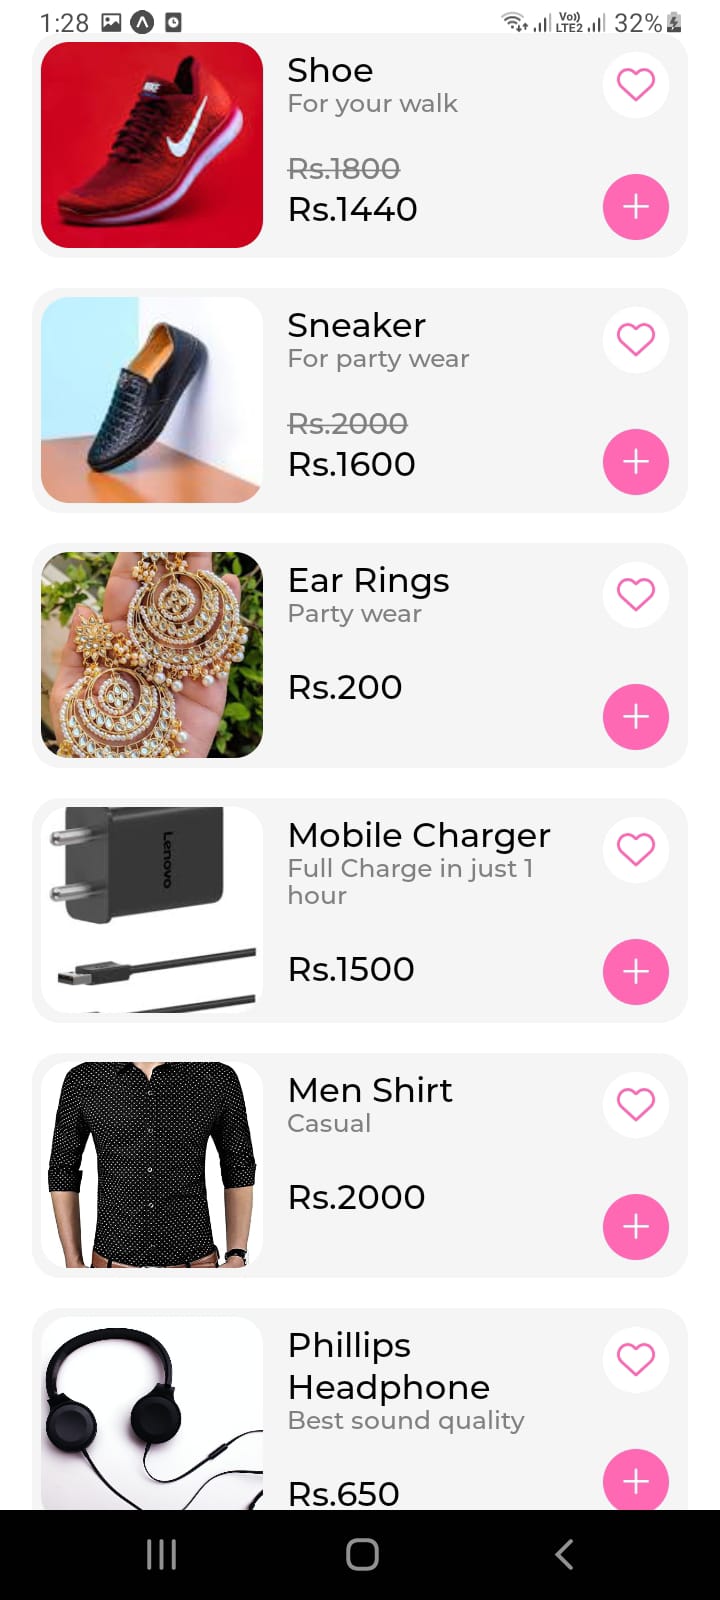 1:28
Vo)) LTE2
32%
Shoe
For your walk
Rs.1800
Rs.1440
Sneaker
For party wear
Rs.2000
Rs.1600
Ear Rings
Party wear
Rs.200
Lenovo
Mobile Charger
Full Charge in just 1
hour
Rs.1500
Men Shirt
Casual
Rs.2000
Phillips
Headphone
Best sound quality
Rs.650